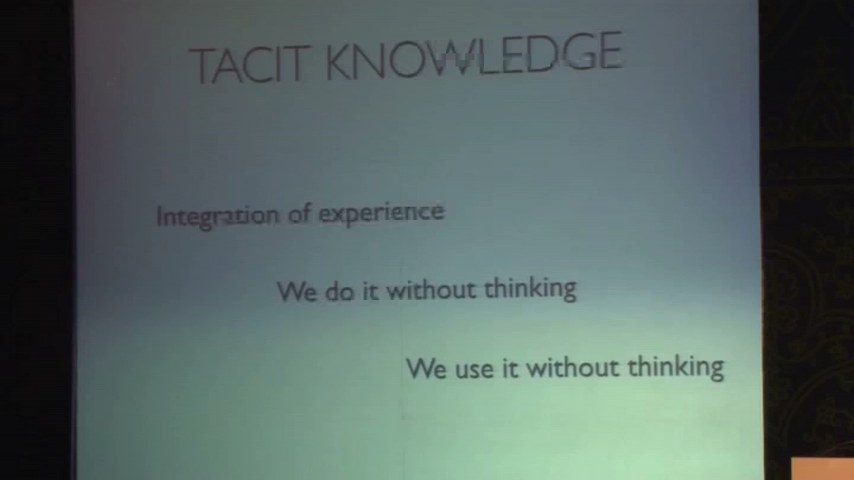 TACIT KNOWLEDGE
Integration of experience
We do it without thinking
We use it without thinking